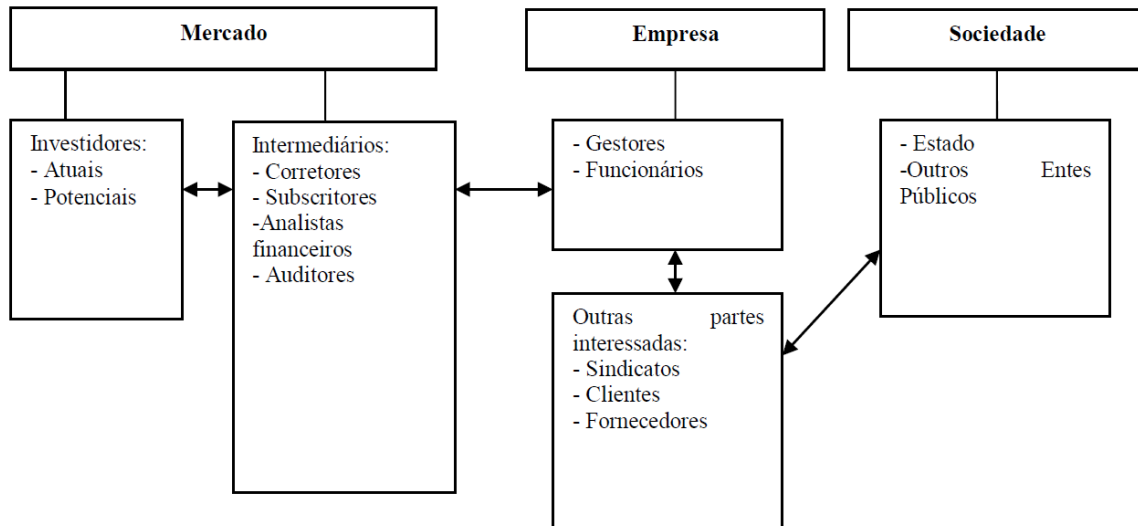 Mercado
Empresa
Sociedade
Investidores:
- Atuais
- Potenciais
Intermediários:
- Corretores
- Subscritores
-Analistas
financeiros
- Auditores
- Gestores
- Funcionários
- Estado
-Outros Entes
Públicos
Outras partes
interessadas:
- Sindicatos
- Clientes
- Fornecedores